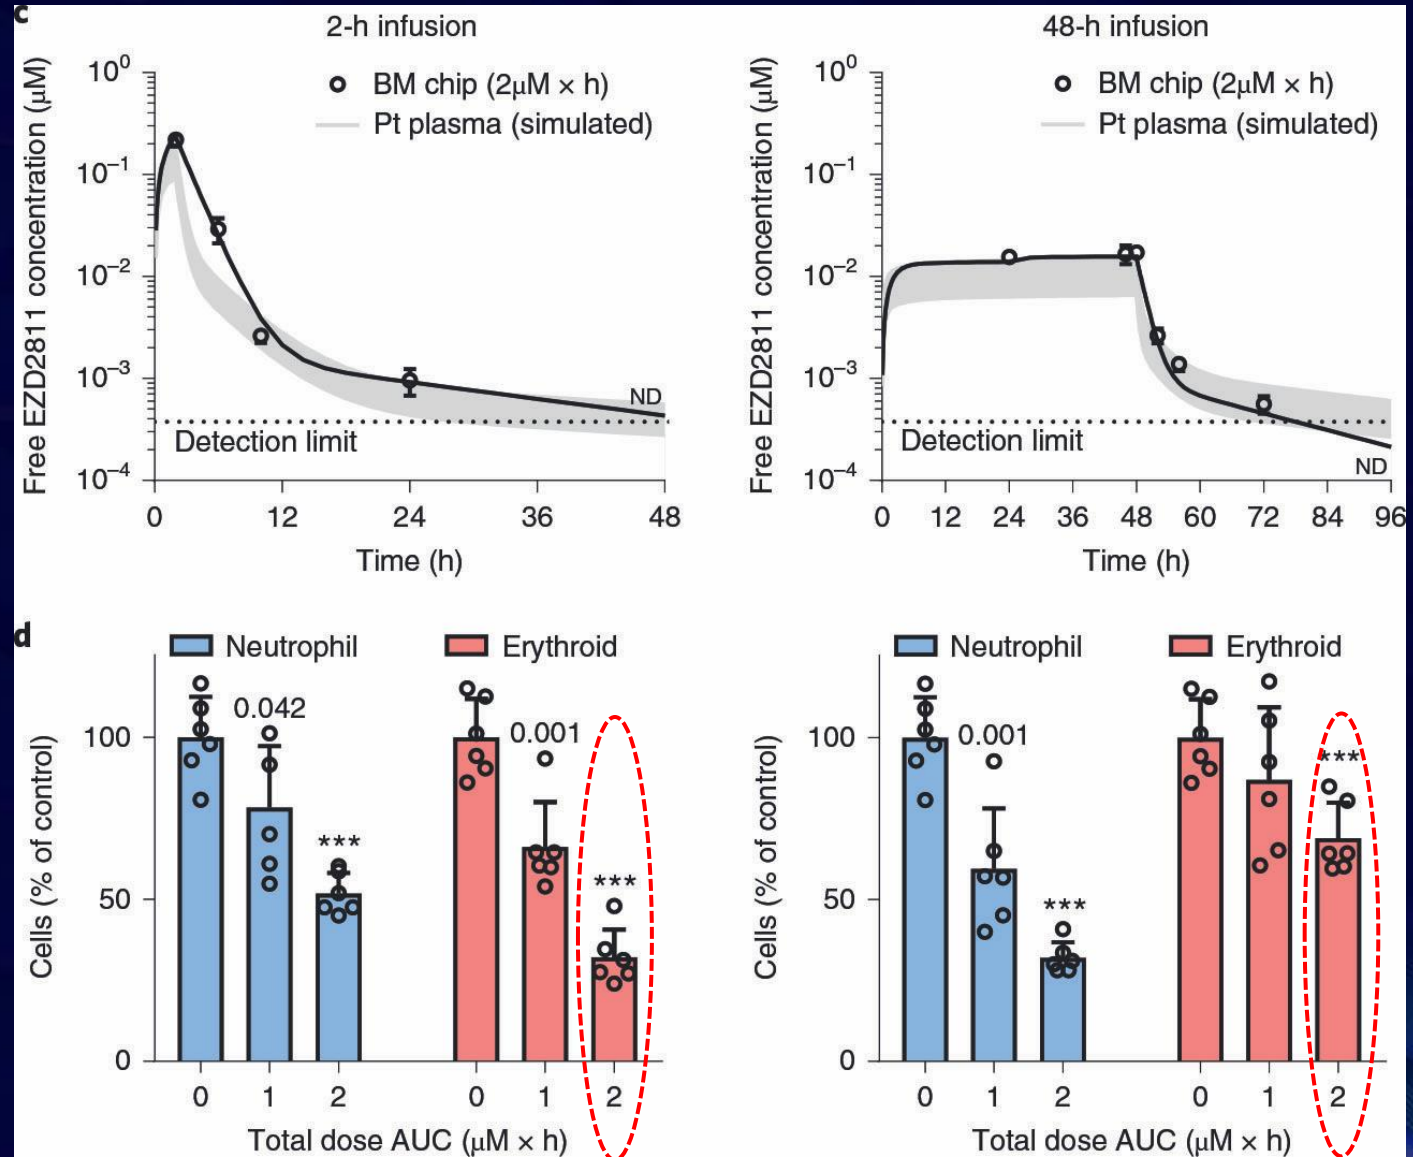 c
2-h infusion
Free EZD2811 concentration (μM)
10⁰
10⁻¹
10⁻²
10⁻³
10⁻⁴
BM chip (2μM × h)
Pt plasma (simulated)
ND
Detection limit
0 12 24 36 48
Time (h)
48-h infusion
Free EZD2811 concentration (μM)
10⁰
10⁻¹
10⁻²
10⁻³
10⁻⁴
BM chip (2μM × h)
Pt plasma (simulated)
Detection limit
ND
0 12 24 36 48 60 72 84 96
Time (h)
d
Neutrophil Erythroid
Cells (% of control)
100
50
0
0.042
***
0.001
***
0 1 2 0 1 2
Total dose AUC (μM × h)
Neutrophil Erythroid
Cells (% of control)
100
50
0
0.001
***
***
0 1 2 0 1 2
Total dose AUC (μM × h)